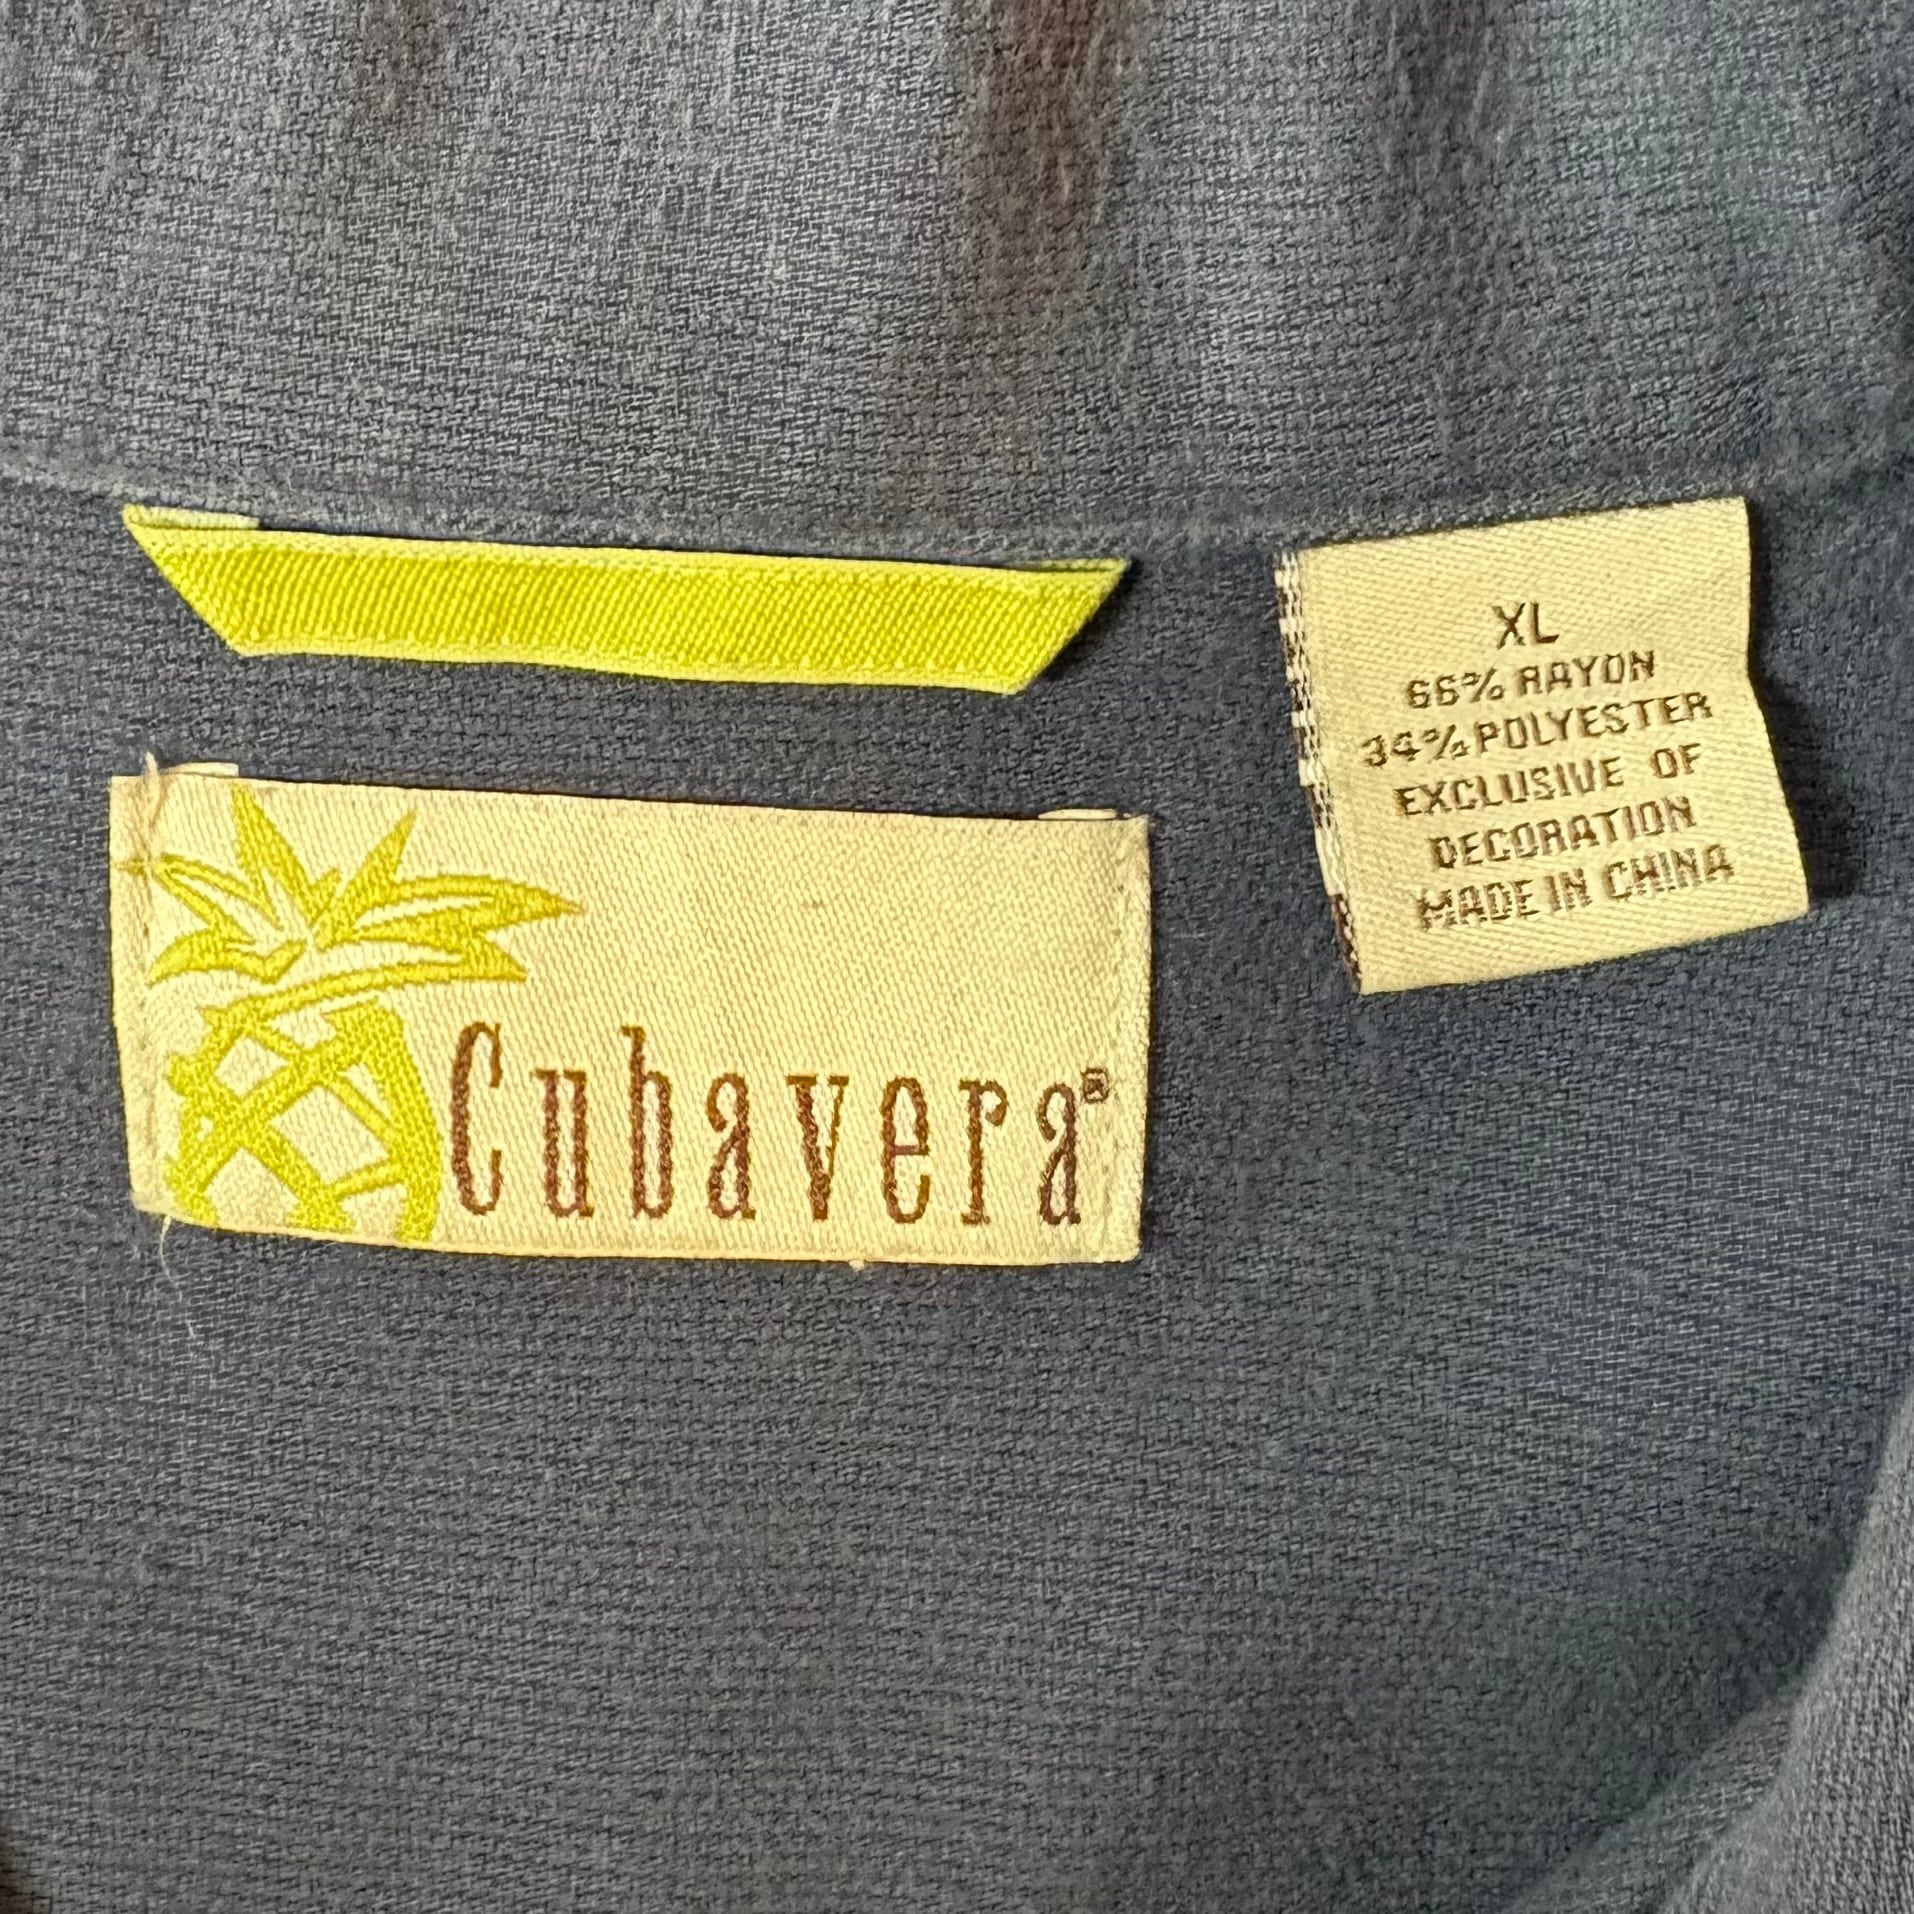 Cubavera®
XL
66% RAYON
34% POLYESTER
EXCLUSIVE OF
DECORATION
MADE IN CHINA